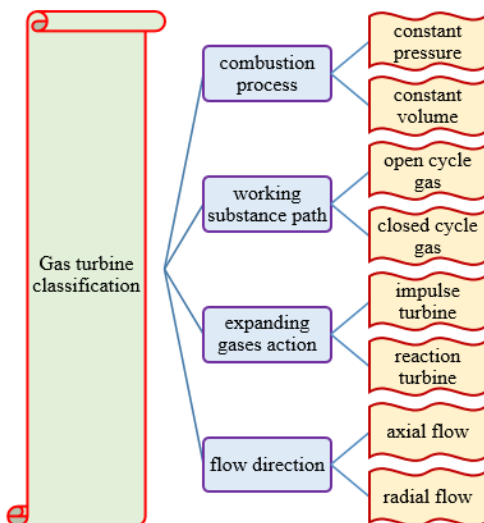 Gas turbine
classification
combustion
process
constant
pressure
constant
volume
working
substance path
open cycle
gas
closed cycle
gas
expanding
gases action
impulse
turbine
reaction
turbine
flow direction
axial flow
radial flow